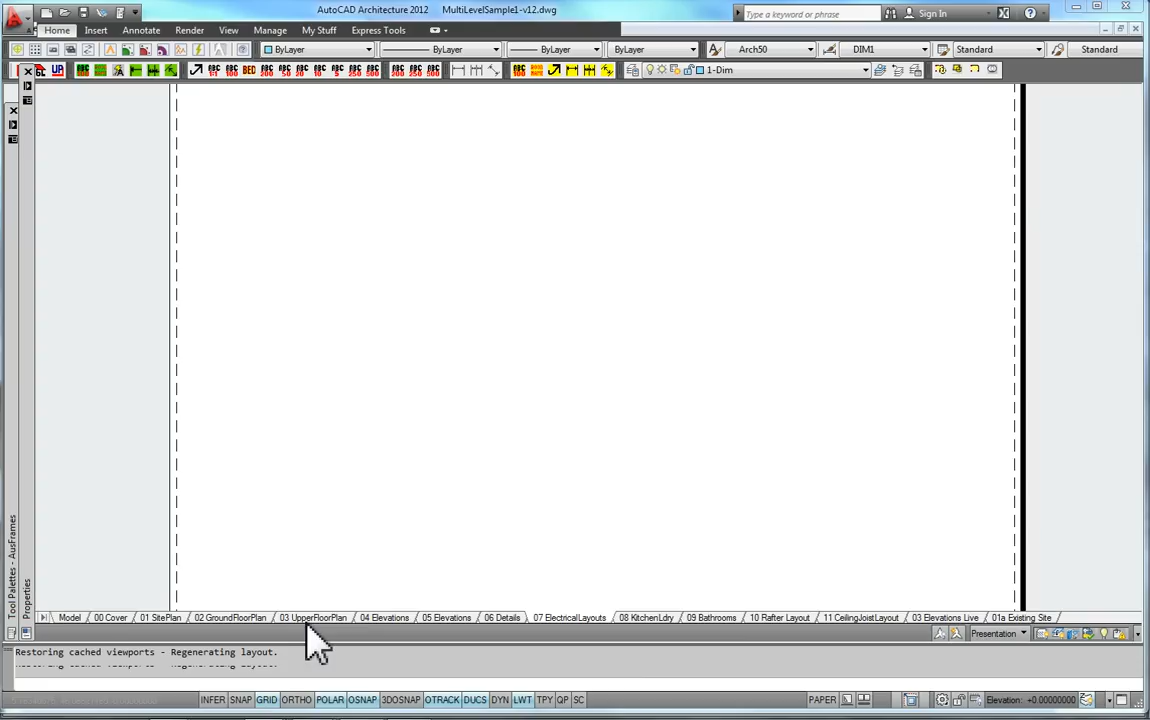 AutoCAD Architecture 2012 MultiLevelSample1-v12.dwg
Type a keyword or phrase
Sign In
Home Insert Annotate Render View Manage My Stuff Express Tools
ByLayer ByLayer ByLayer ByLayer Arch50 DIM1 Standard Standard
1-Dim
Tool Palettes - AusFrames
Properties
Model 00 Cover 01 SitePlan 02 GroundFloorPlan 03 UpperFloorPlan 04 Elevations 05 Elevations 06 Details 07 ElectricalLayouts 08 KitchenLdry 09 Bathrooms 10 Rafter Layout 11 CeilingJoistLayout 03 Elevations Live 01a Existing Site
Presentation
Restoring cached viewports - Regenerating layout.
INFER SNAP GRID ORTHO POLAR OSNAP 3DOSNAP OTRACK DUCS DYN LWT TPY QP SC PAPER Elevation: +0.00000000